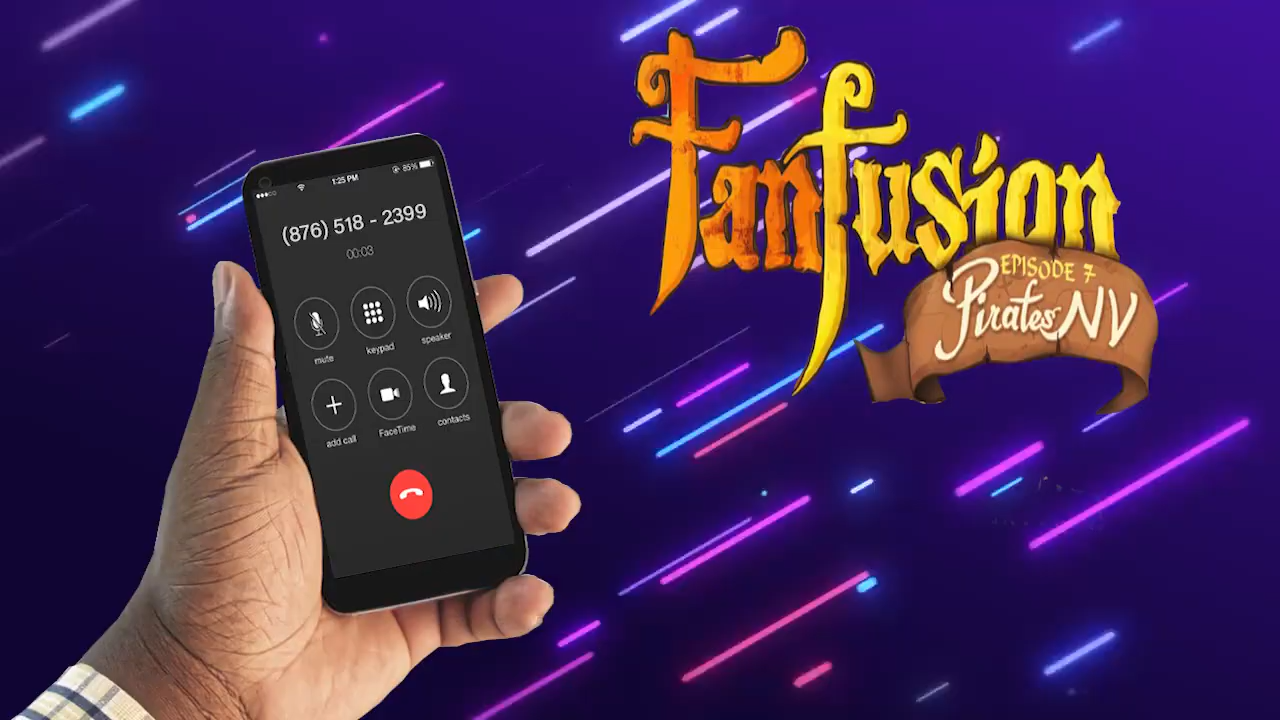 1:25 PM
85%
(876) 518 - 2399
00:03
mute
keypad
speaker
add call
FaceTime
contacts
Fanfusion
EPISODE 7
Pirates NV